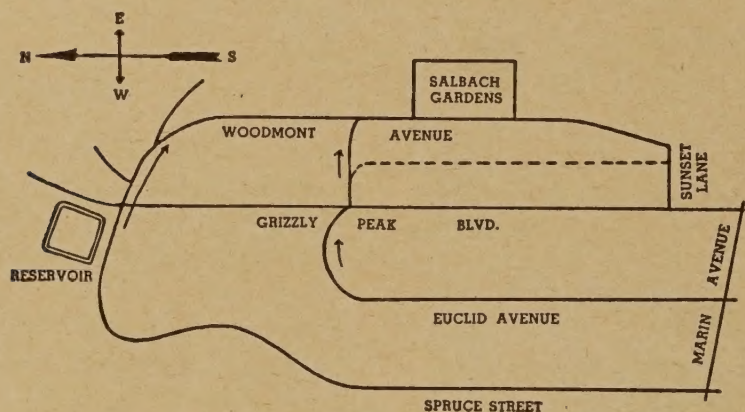 E
N S
W
SALBACH
GARDENS
WOODMONT AVENUE
SUNSET
LANE
GRIZZLY PEAK BLVD.
RESERVOIR
EUCLID AVENUE
MARIN AVENUE
SPRUCE STREET